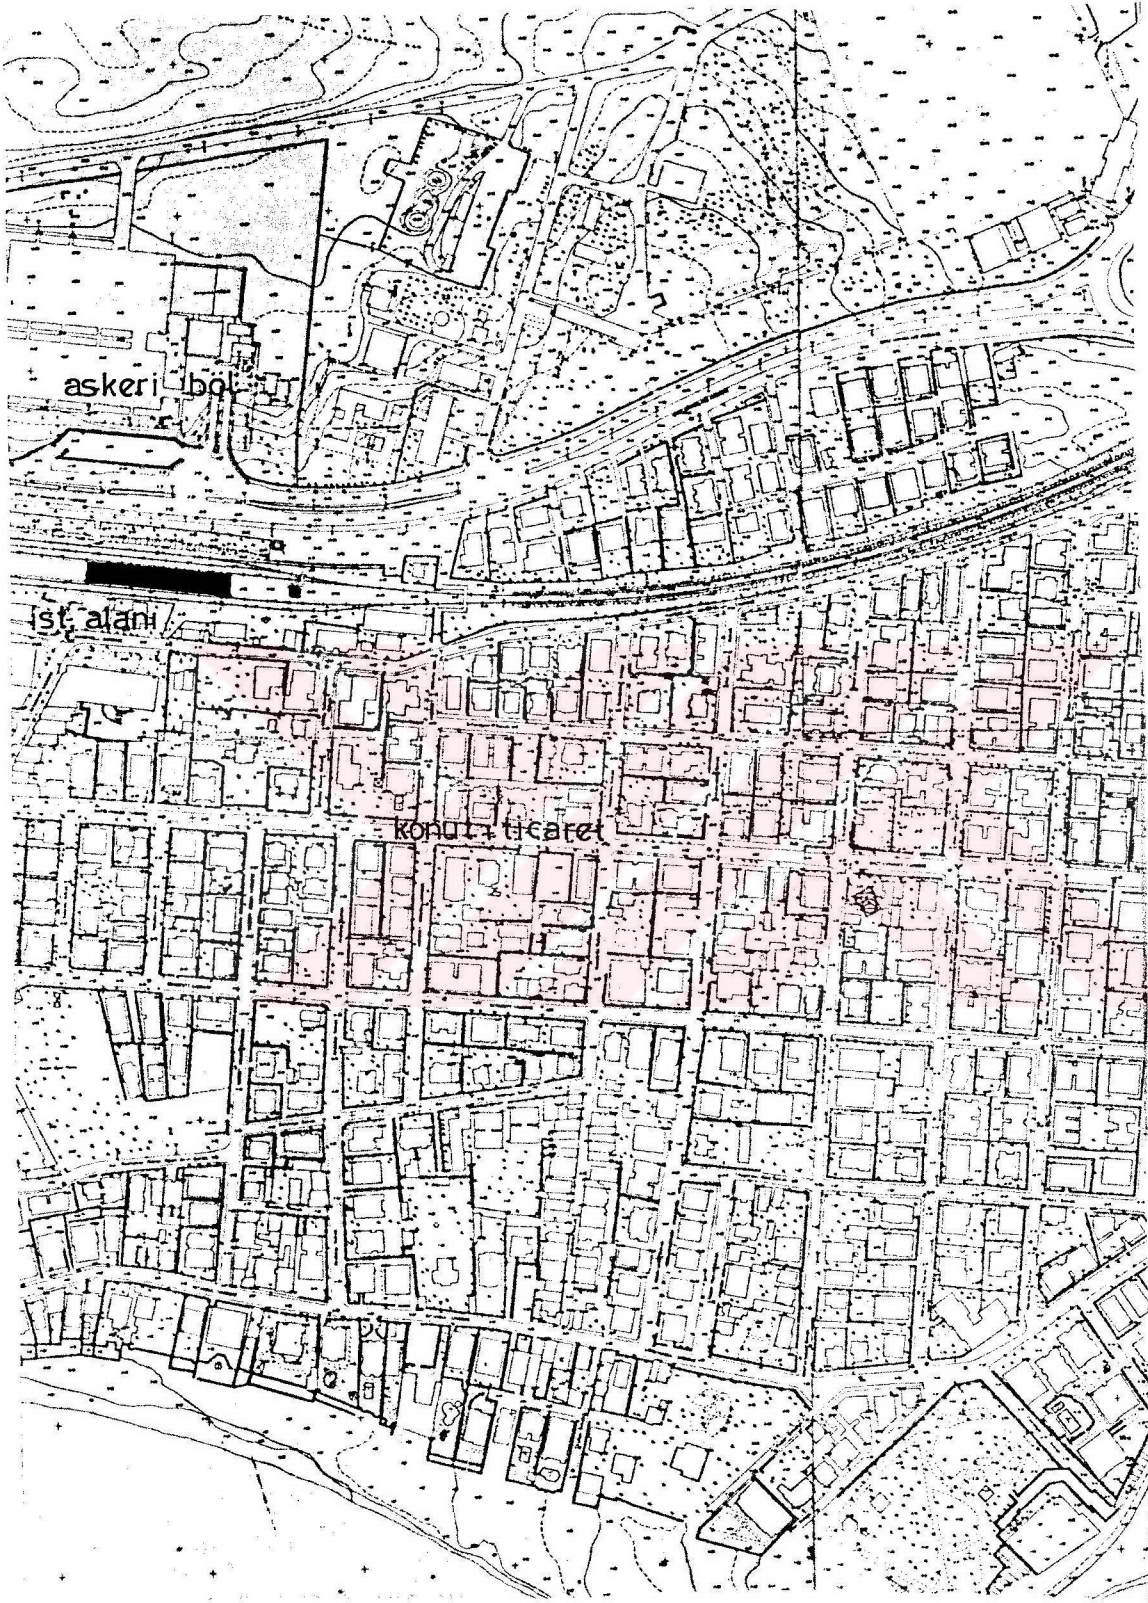 askeri böl.
ist. alanı
konut + ticaret